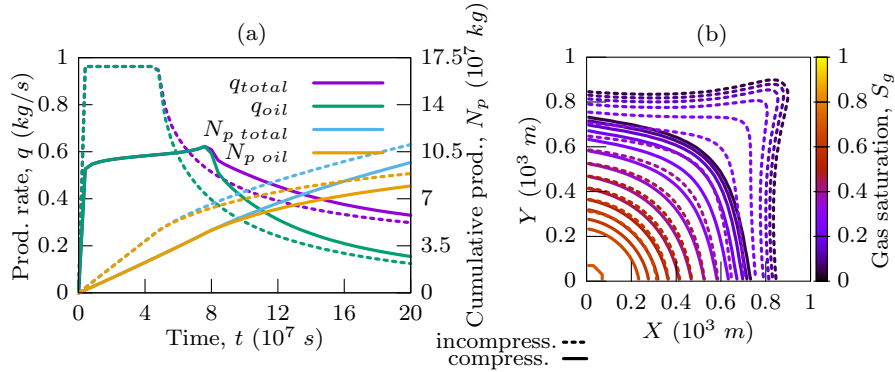 (a)
Prod. rate, q (kg/s)
1
0.8
0.6
0.4
0.2
0
0 4 8 12 16 20
Time, t (10^7 s)
q_total
q_oil
N_p total
N_p oil
17.5
14
10.5
7
3.5
0
Cumulative prod., N_p (10^7 kg)
(b)
Y (10^3 m)
1
0.8
0.6
0.4
0.2
0
0 0.2 0.4 0.6 0.8 1
X (10^3 m)
1
0.8
0.6
0.4
0.2
0
Gas saturation, S_g
incompress.
compress.